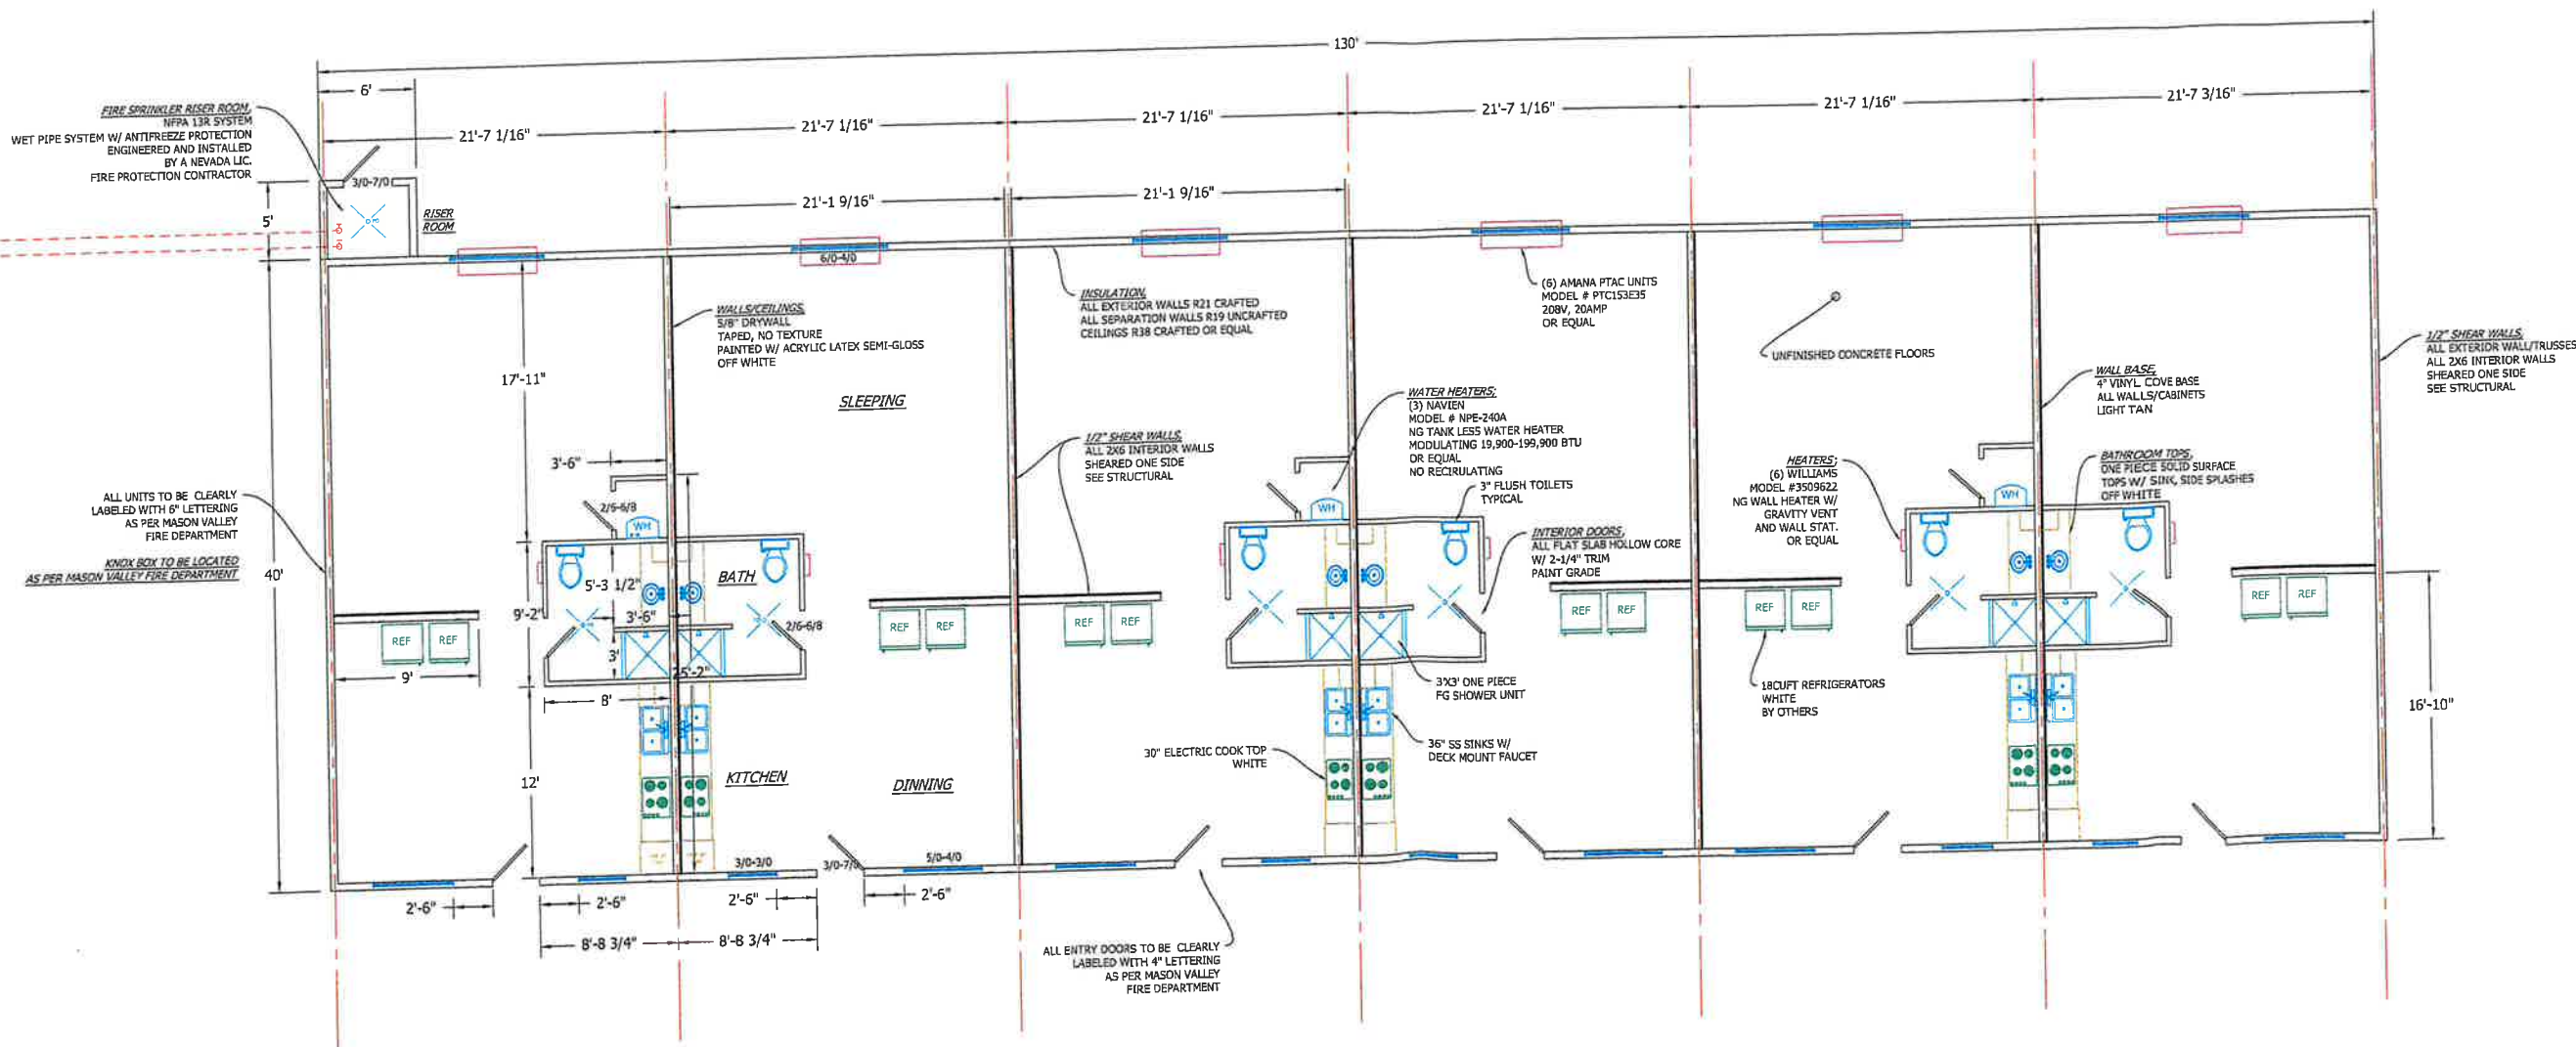 130'
6'
21'-7 1/16"
21'-7 1/16"
21'-7 1/16"
21'-7 1/16"
21'-7 1/16"
21'-7 3/16"
FIRE SPRINKLER RISER ROOM,
NFPA 13R SYSTEM
WET PIPE SYSTEM W/ ANTIFREEZE PROTECTION
ENGINEERED AND INSTALLED
BY A NEVADA LIC.
FIRE PROTECTION CONTRACTOR
3/0-7/0
5'
RISER
ROOM
21'-1 9/16"
21'-1 9/16"
6/0-4/0
WALLS/CEILINGS,
5/8" DRYWALL
TAPED, NO TEXTURE
PAINTED W/ ACRYLIC LATEX SEMI-GLOSS
OFF WHITE
INSULATION,
ALL EXTERIOR WALLS R21 CRAFTED
ALL SEPARATION WALLS R19 UNCRAFTED
CEILINGS R38 CRAFTED OR EQUAL
(6) AMANA PTAC UNITS
MODEL # PTC153E35
208V, 20AMP
OR EQUAL
UNFINISHED CONCRETE FLOORS
1/2" SHEAR WALLS,
ALL EXTERIOR WALL/TRUSSES
ALL 2X6 INTERIOR WALLS
SHEARED ONE SIDE
SEE STRUCTURAL
WALL BASE,
4" VINYL COVE BASE
ALL WALLS/CABINETS
LIGHT TAN
17'-11"
SLEEPING
1/2" SHEAR WALLS,
ALL 2X6 INTERIOR WALLS
SHEARED ONE SIDE
SEE STRUCTURAL
WATER HEATERS;
(3) NAVIEN
MODEL # NPE-240A
NG TANK LESS WATER HEATER
MODULATING 19,900-199,900 BTU
OR EQUAL
NO RECIRULATING
3" FLUSH TOILETS
TYPICAL
HEATERS;
(6) WILLIAMS
MODEL #3509622
NG WALL HEATER W/
GRAVITY VENT
AND WALL STAT.
OR EQUAL
BATHROOM TOPS,
ONE PIECE SOLID SURFACE
TOPS W/ SINK, SIDE SPLASHES
OFF WHITE
INTERIOR DOORS,
ALL FLAT SLAB HOLLOW CORE
W/ 2-1/4" TRIM
PAINT GRADE
ALL UNITS TO BE CLEARLY
LABELED WITH 6" LETTERING
AS PER MASON VALLEY
FIRE DEPARTMENT
KNOX BOX TO BE LOCATED
AS PER MASON VALLEY FIRE DEPARTMENT
40'
3'-6"
2/6-6/8
WH
WH
WH
BATH
5'-3 1/2"
9'-2"
3'-6"
2/6-6/8
3'
25'-2"
REF
REF
REF
REF
REF
REF
REF
REF
REF
REF
REF
REF
9'
8'
3'X3' ONE PIECE
FG SHOWER UNIT
18CUFT REFRIGERATORS
WHITE
BY OTHERS
16'-10"
30" ELECTRIC COOK TOP
WHITE
36" SS SINKS W/
DECK MOUNT FAUCET
12'
KITCHEN
DINNING
3/0-3/0
3/0-7/0
5/0-4/0
2'-6"
2'-6"
2'-6"
2'-6"
8'-8 3/4"
8'-8 3/4"
ALL ENTRY DOORS TO BE CLEARLY
LABELED WITH 4" LETTERING
AS PER MASON VALLEY
FIRE DEPARTMENT